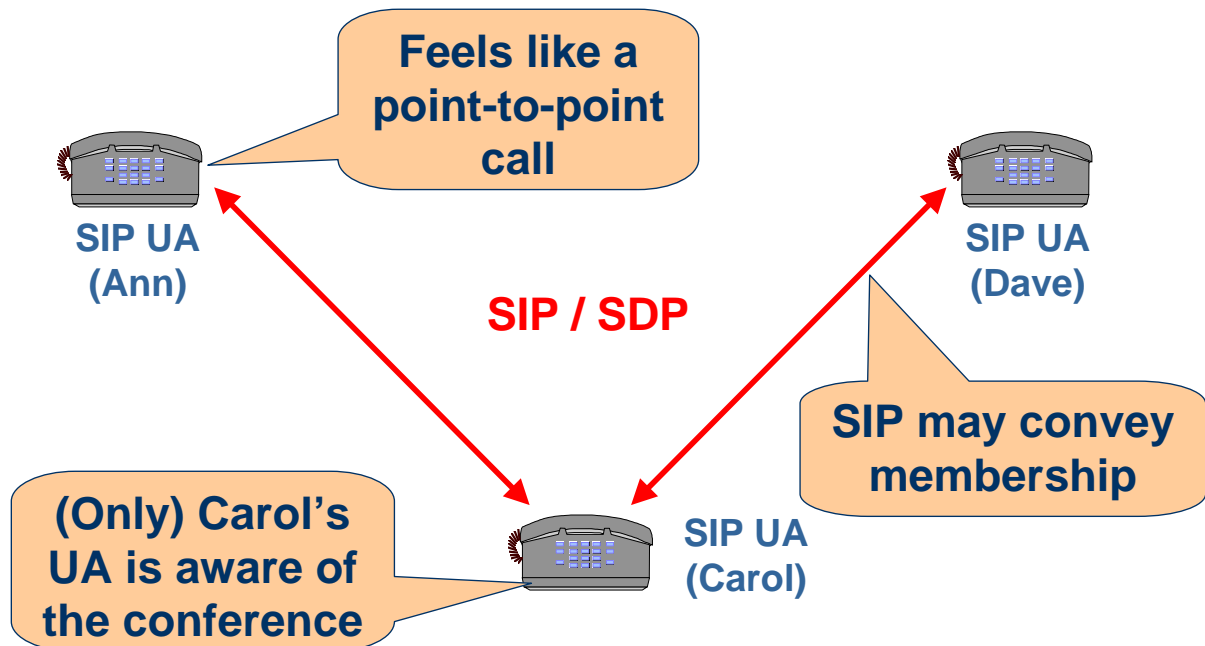 Feels like a
point-to-point
call
SIP UA
(Ann)
SIP UA
(Dave)
SIP / SDP
SIP may convey
membership
(Only) Carol’s
UA is aware of
the conference
SIP UA
(Carol)